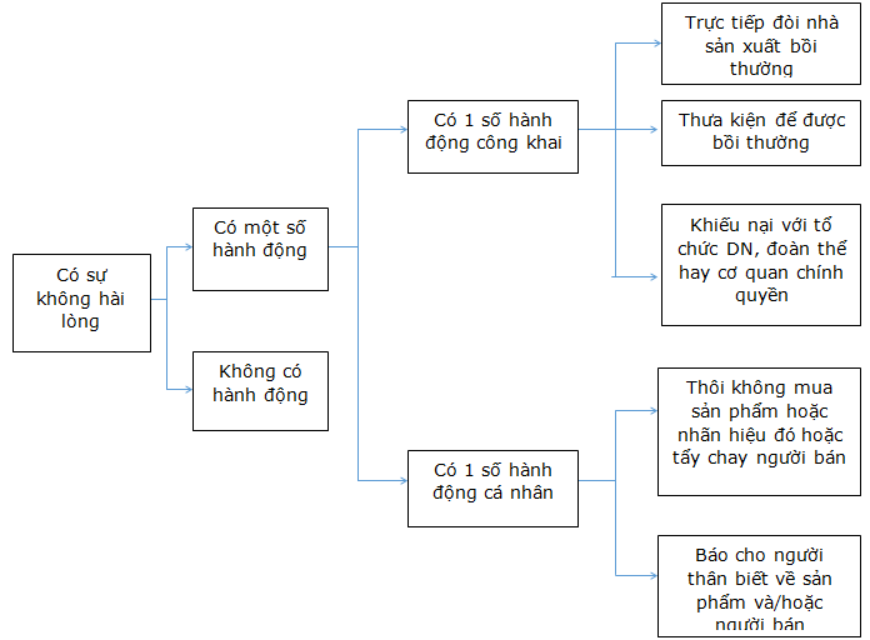 Có sự
không hài
lòng
Có một số
hành động
Không có
hành động
Có 1 số hành
động công khai
Có 1 số hành
động cá nhân
Trực tiếp đòi nhà
sản xuất bồi
thường
Thưa kiện để được
bồi thường
Khiếu nại với tổ
chức DN, đoàn thể
hay cơ quan chính
quyền
Thôi không mua
sản phẩm hoặc
nhãn hiệu đó hoặc
tẩy chay người bán
Báo cho người
thân biết về sản
phẩm và/hoặc
người bán